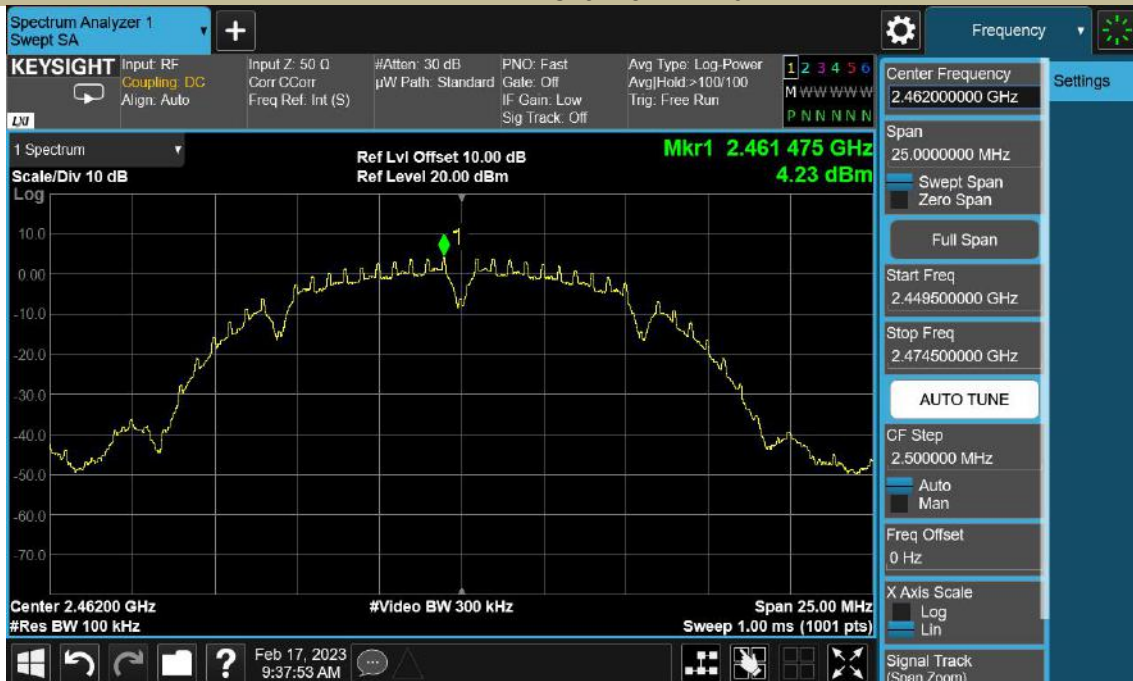 Spectrum Analyzer 1
Swept SA
+
Frequency
KEYSIGHT
LXI
Input: RF
Coupling: DC
Align: Auto
Input Z: 50 Ω
Corr CCorr
Freq Ref: Int (S)
#Atten: 30 dB
µW Path: Standard
PNO: Fast
Gate: Off
IF Gain: Low
Sig Track: Off
Avg Type: Log-Power
Avg|Hold:>100/100
Trig: Free Run
1 2 3 4 5 6
M W W W W W
P N N N N N
1 Spectrum
Scale/Div 10 dB
Log
Ref Lvl Offset 10.00 dB
Ref Level 20.00 dBm
Mkr1 2.461 475 GHz
4.23 dBm
1
10.0
0.00
-10.0
-20.0
-30.0
-40.0
-50.0
-60.0
-70.0
Center 2.46200 GHz
#Res BW 100 kHz
#Video BW 300 kHz
Span 25.00 MHz
Sweep 1.00 ms (1001 pts)
Center Frequency
2.462000000 GHz
Settings
Span
25.0000000 MHz
Swept Span
Zero Span
Full Span
Start Freq
2.449500000 GHz
Stop Freq
2.474500000 GHz
AUTO TUNE
CF Step
2.500000 MHz
Auto
Man
Freq Offset
0 Hz
X Axis Scale
Log
Lin
Signal Track
(Span Zoom)
?
Feb 17, 2023
9:37:53 AM